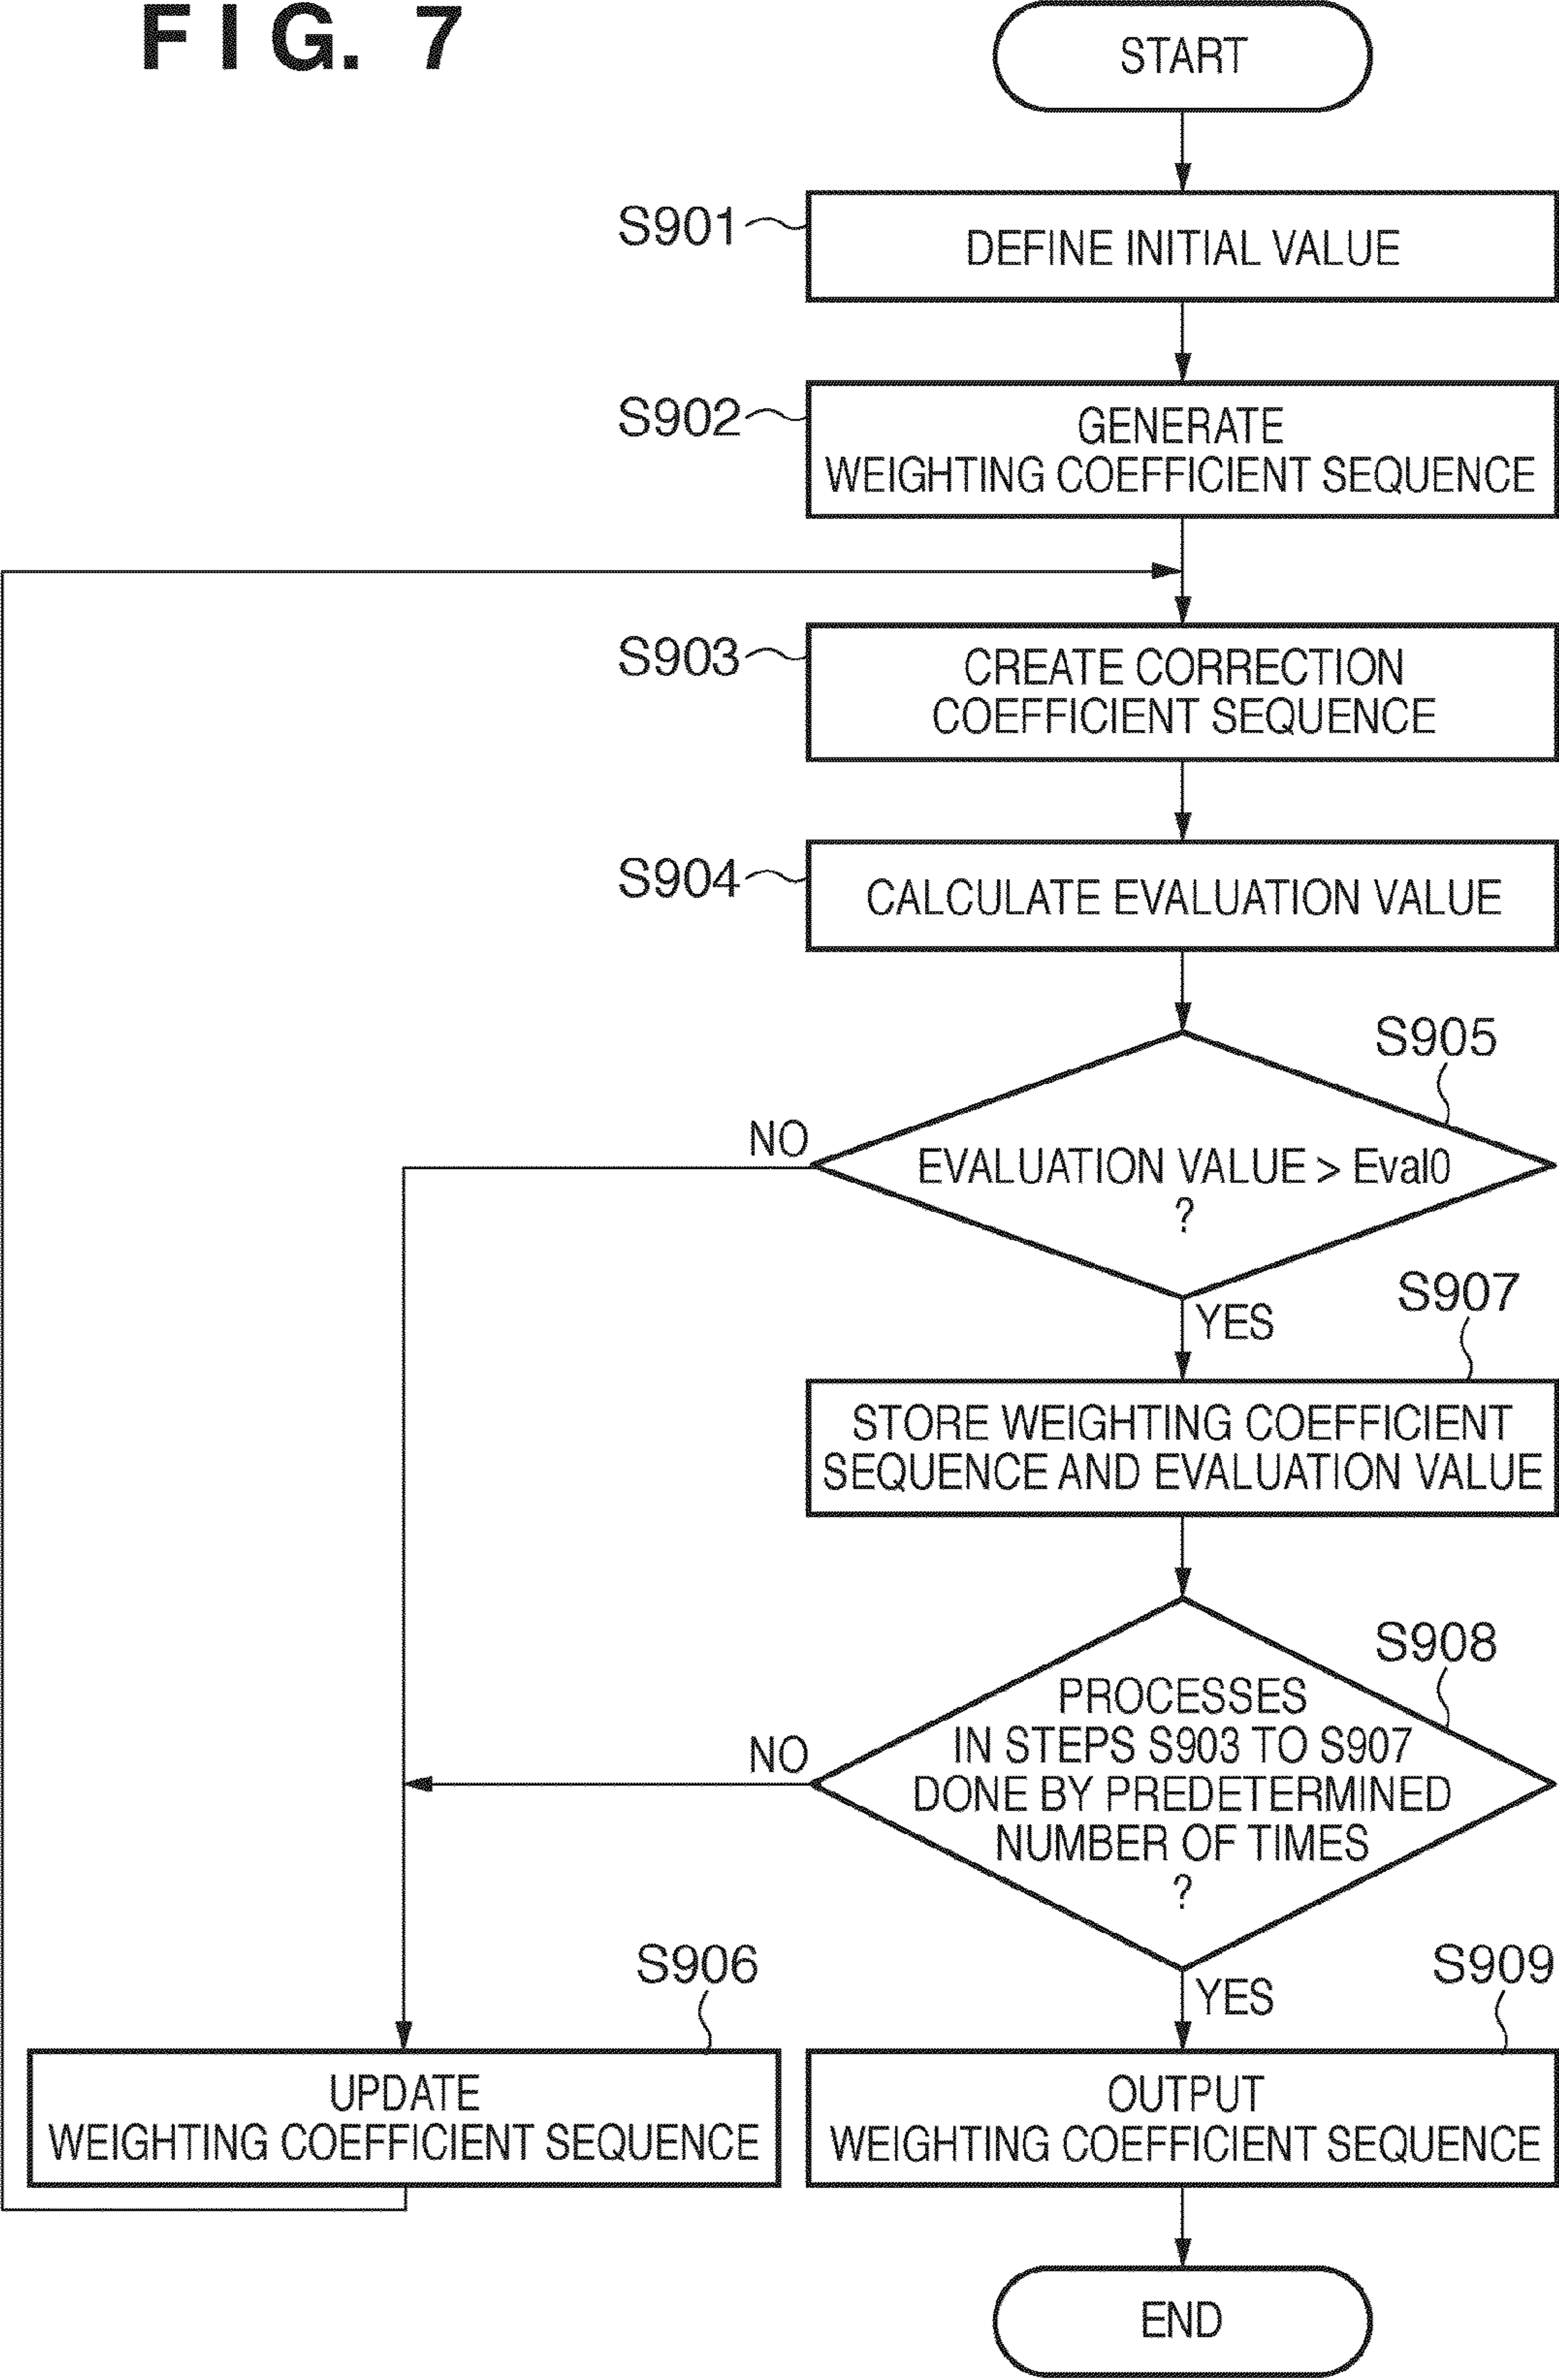 FIG. 7
START
S901
DEFINE INITIAL VALUE
S902
GENERATE
WEIGHTING COEFFICIENT SEQUENCE
S903
CREATE CORRECTION
COEFFICIENT SEQUENCE
S904
CALCULATE EVALUATION VALUE
S905
NO
EVALUATION VALUE > Eval0
?
YES
S907
STORE WEIGHTING COEFFICIENT
SEQUENCE AND EVALUATION VALUE
S908
NO
PROCESSES
IN STEPS S903 TO S907
DONE BY PREDETERMINED
NUMBER OF TIMES
?
YES
S906
UPDATE
WEIGHTING COEFFICIENT SEQUENCE
S909
OUTPUT
WEIGHTING COEFFICIENT SEQUENCE
END